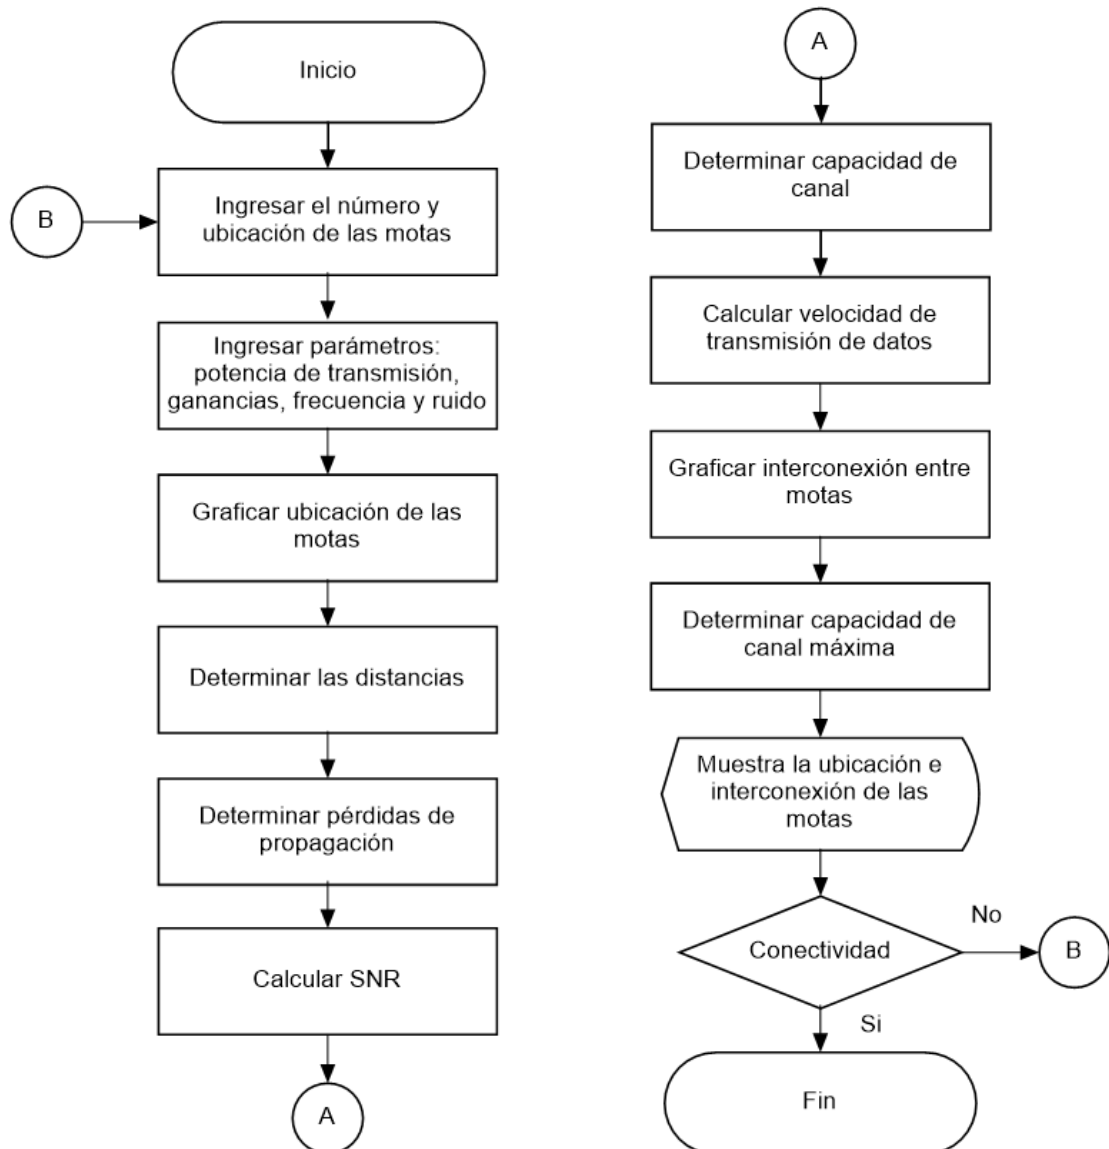 Inicio
B
Ingresar el número y
ubicación de las motas
Ingresar parámetros:
potencia de transmisión,
ganancias, frecuencia y ruido
Graficar ubicación de las
motas
Determinar las distancias
Determinar pérdidas de
propagación
Calcular SNR
A
A
Determinar capacidad de
canal
Calcular velocidad de
transmisión de datos
Graficar interconexión entre
motas
Determinar capacidad de
canal máxima
Muestra la ubicación e
interconexión de las
motas
Conectividad
No
B
Si
Fin